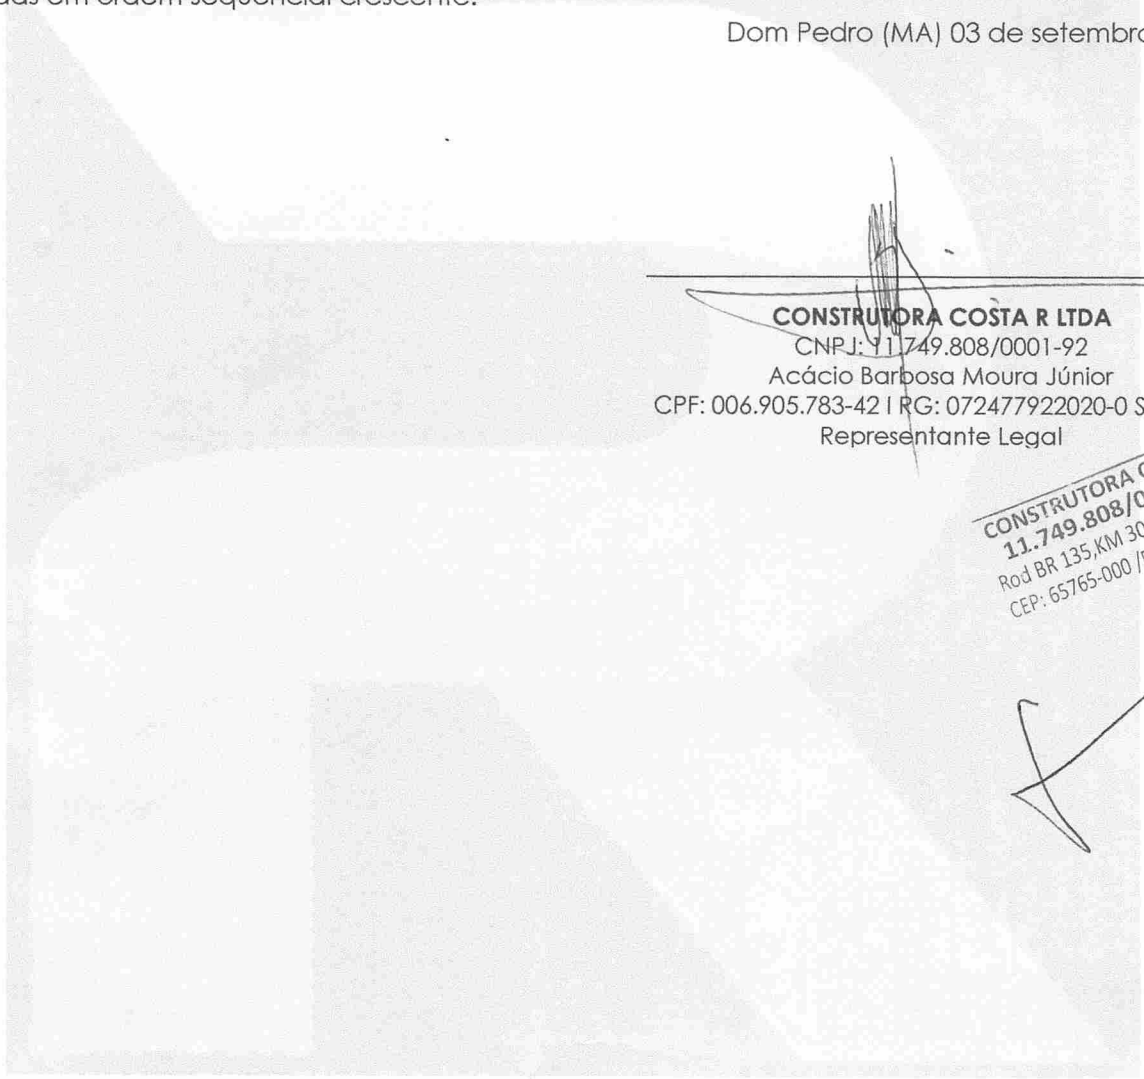 em ordem sequencial crescente.
Dom Pedro (MA) 03 de setembro
CONSTRUTORA COSTA R LTDA
CNPJ: 11.749.808/0001-92
Acácio Barbosa Moura Júnior
CPF: 006.905.783-42 I RG: 072477922020-0 S
Representante Legal
CONSTRUTORA C
11.749.808/0
Rod BR 135,KM 30
CEP: 65765-000 /